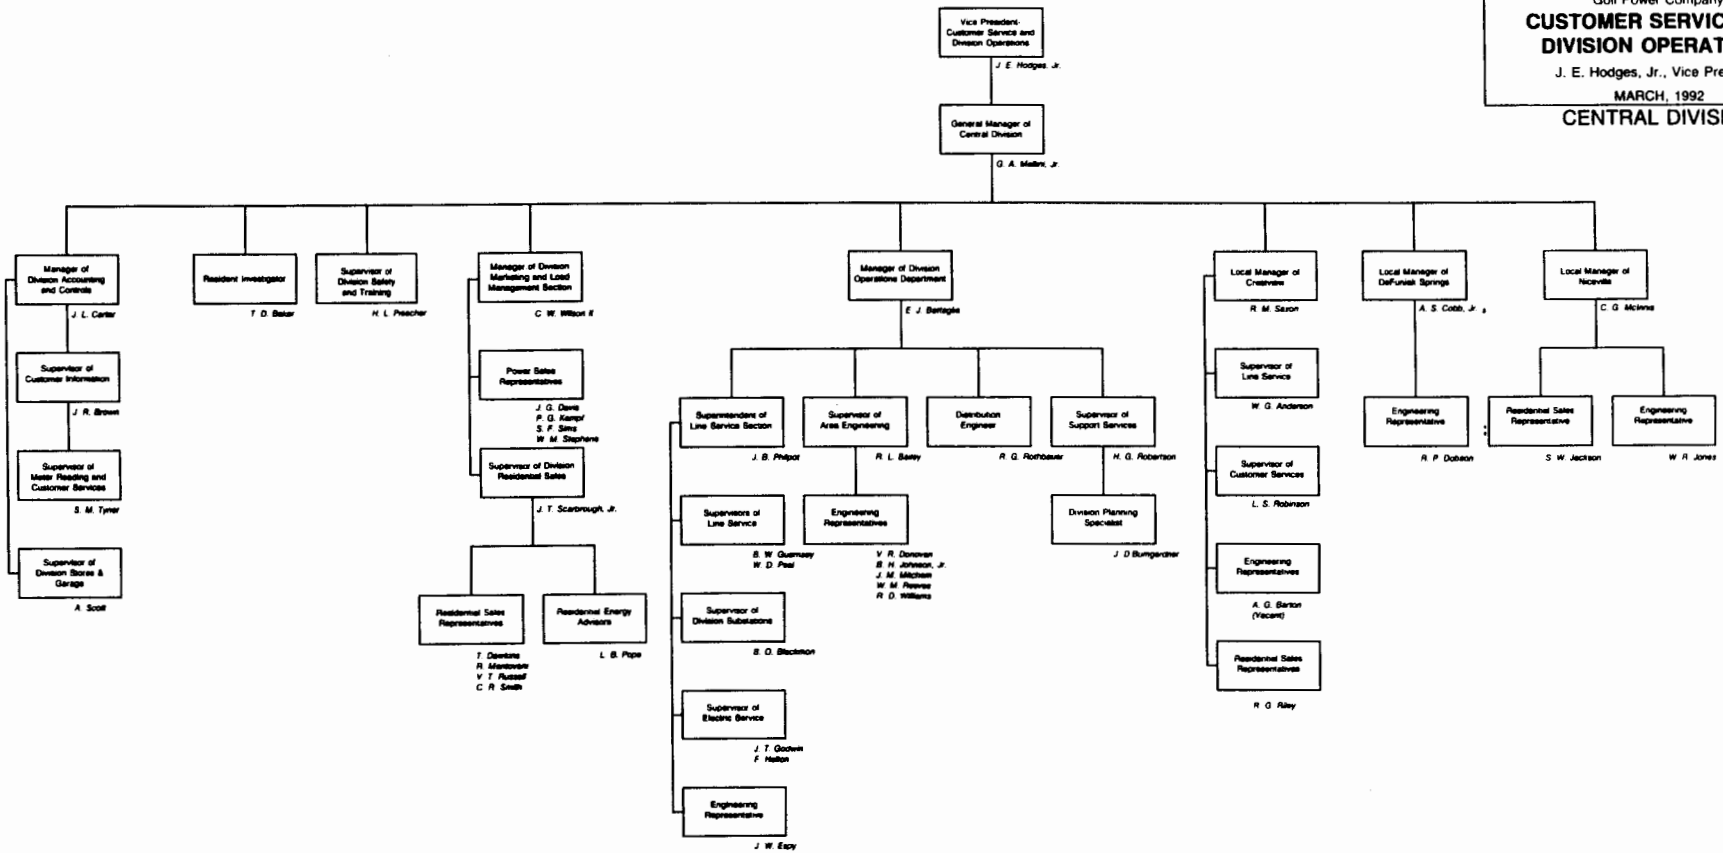 Gulf Power Company
CUSTOMER SERVIC
DIVISION OPERAT
J. E. Hodges, Jr., Vice Pre
MARCH, 1992
CENTRAL DIVIS
Vice President-
Customer Service and
Division Operations
J. E. Hodges, Jr.
General Manager of
Central Division
G. A. Mallini, Jr.
Manager of
Division Accounting
and Controls
J. L. Carter
Resident Investigator
T. D. Baker
Supervisor of
Division Safety
and Training
H. L. Preacher
Manager of Division
Marketing and Load
Management Section
C. W. Wilson II
Manager of Division
Operations Department
E. J. Battaglia
Local Manager of
Crestview
R. M. Saxon
Local Manager of
DeFuniak Springs
A. S. Cobb, Jr.
Local Manager of
Niceville
C. G. McInnis
Supervisor of
Customer Information
J. R. Brown
Supervisor of
Meter Reading and
Customer Services
S. M. Tyner
Supervisor of
Division Stores &
Garage
A. Scott
Power Sales
Representatives
J. G. Davis
P. G. Kampf
S. F. Sims
W. M. Stephens
Supervisor of Division
Residential Sales
J. T. Scarbrough, Jr.
Residential Sales
Representatives
T. Dawkins
R. Mantovani
V. T. Russell
C. R. Smith
Residential Energy
Advisors
L. B. Pope
Superintendent of
Line Service Section
J. B. Philpot
Supervisors of
Line Service
B. W. Guernsey
W. D. Peal
Supervisor of
Division Substations
B. O. Blackmon
Supervisor of
Electric Service
J. T. Godwin
F. Hatton
Engineering
Representative
J. W. Espy
Supervisor of
Area Engineering
R. L. Bailey
Engineering
Representatives
V. R. Donovan
B. H. Johnson, Jr.
J. M. Mitchem
W. M. Reeves
R. D. Williams
Distribution
Engineer
R. G. Rothbauer
Supervisor of
Support Services
H. G. Robertson
Division Planning
Specialist
J. D. Bumgardner
Supervisor of
Line Service
W. G. Anderson
Supervisor of
Customer Services
L. S. Robinson
Engineering
Representatives
A. G. Barton
(Vacant)
Residential Sales
Representatives
R. G. Riley
Engineering
Representative
R. P. Dobson
Residential Sales
Representative
S. W. Jackson
Engineering
Representative
W. R. Jones